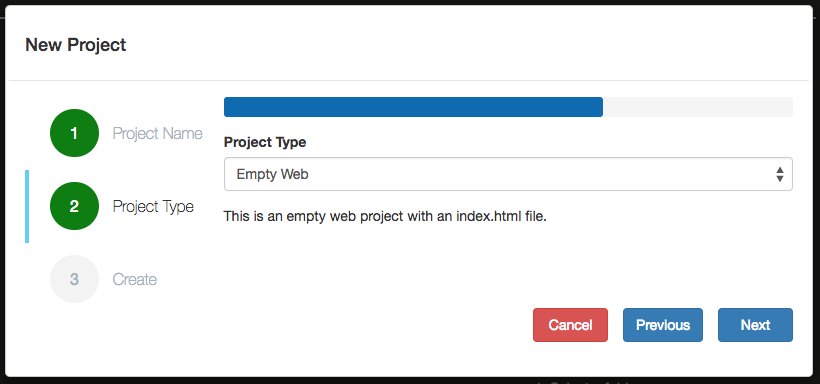 New Project
1 Project Name
2 Project Type
3 Create
Project Type
Empty Web
This is an empty web project with an index.html file.
Cancel Previous Next